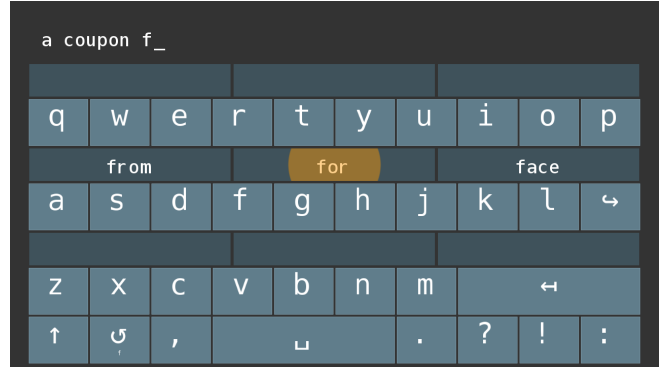 a coupon f_
q w e r t y u i o p
from for face
a s d f g h j k l ↪
z x c v b n m ↤
↑ ↺ , ␣ . ? ! :